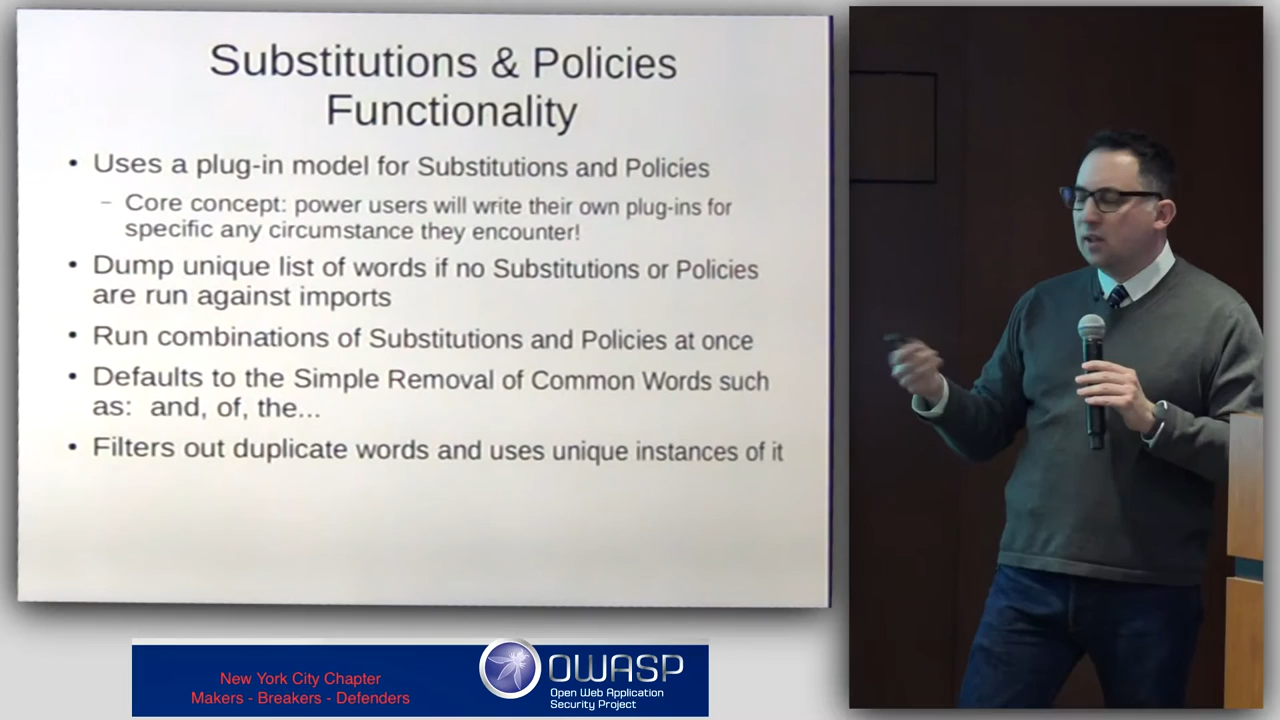 Substitutions & Policies
Functionality
• Uses a plug-in model for Substitutions and Policies
– Core concept: power users will write their own plug-ins for
specific any circumstance they encounter!
• Dump unique list of words if no Substitutions or Policies
are run against imports
• Run combinations of Substitutions and Policies at once
• Defaults to the Simple Removal of Common Words such
as: and, of, the...
• Filters out duplicate words and uses unique instances of it
New York City Chapter
Makers - Breakers - Defenders
OWASP
Open Web Application
Security Project